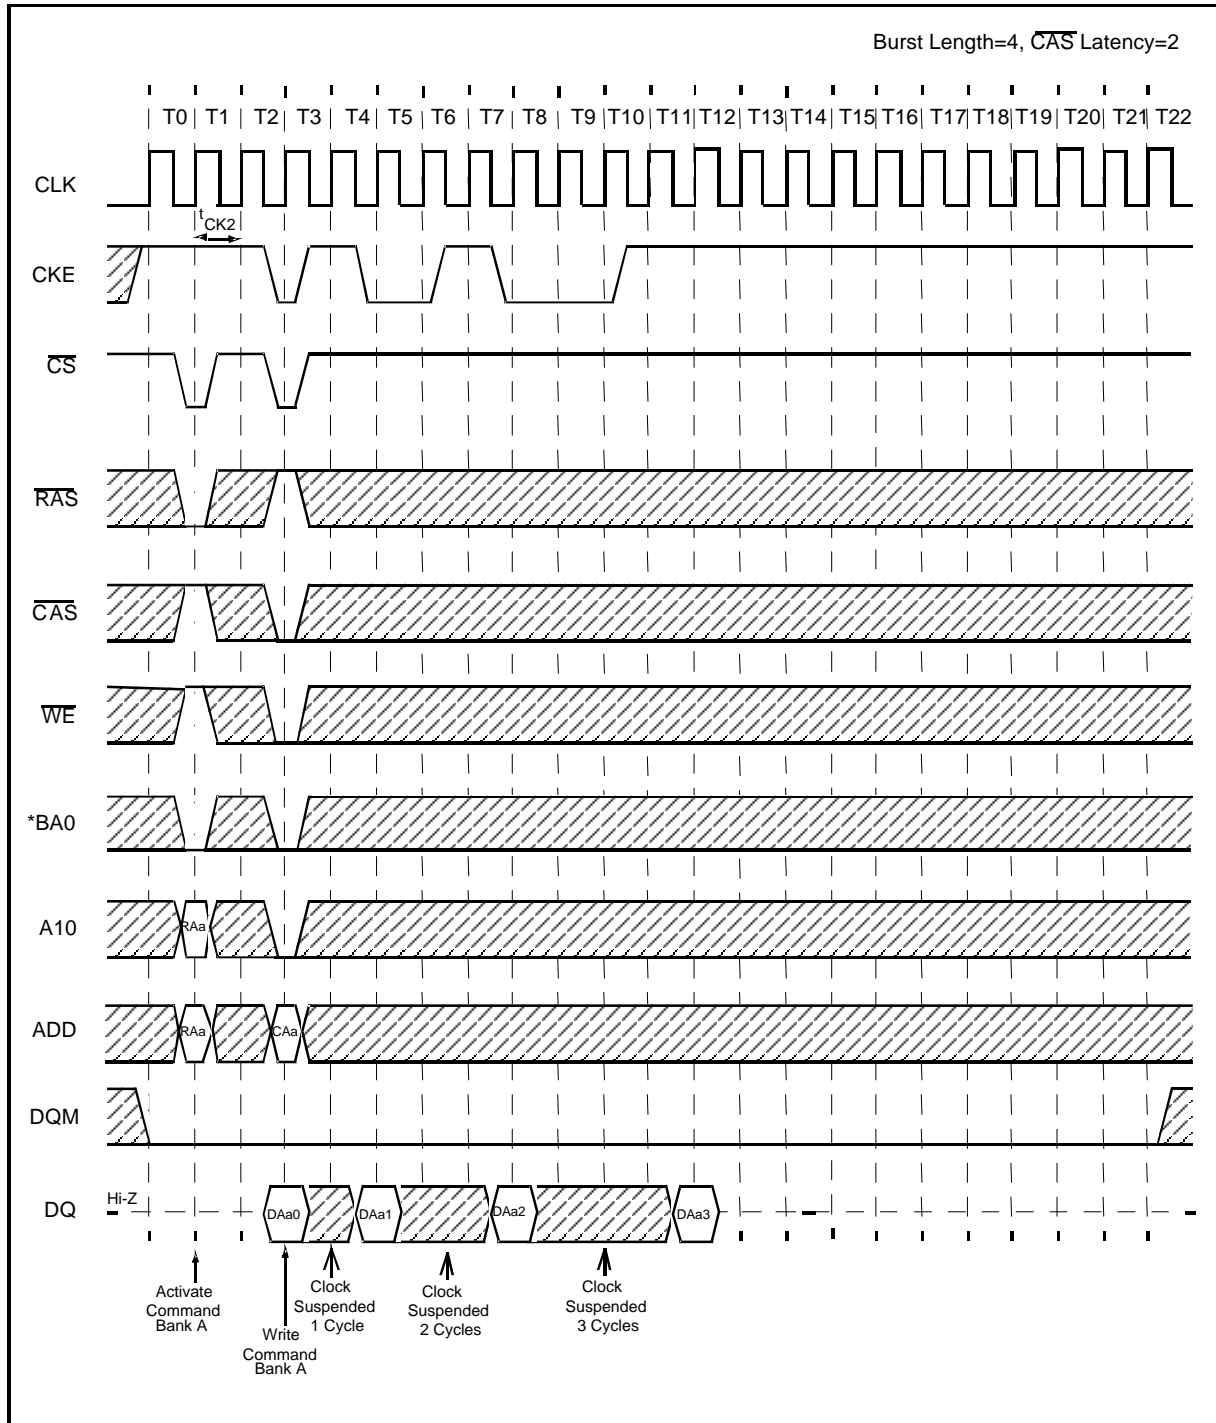 Burst Length=4, CAS Latency=2
T0 T1 T2 T3 T4 T5 T6 T7 T8 T9 T10 T11 T12 T13 T14 T15 T16 T17 T18 T19 T20 T21 T22
CLK
tCK2
CKE
CS
RAS
CAS
WE
*BA0
A10 RAa
ADD RAa CAa
DQM
Hi-Z
DQ DAa0 DAa1 DAa2 DAa3
Activate
Command
Bank A
Write
Command
Bank A
Clock
Suspended
1 Cycle
Clock
Suspended
2 Cycles
Clock
Suspended
3 Cycles